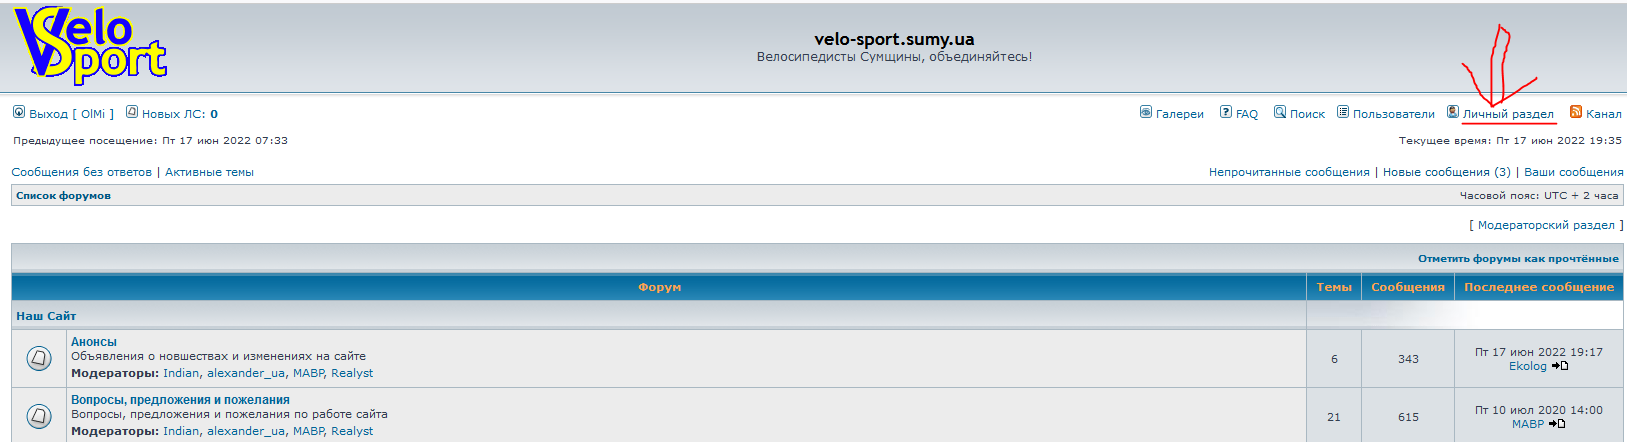 Velo
Sport
velo-sport.sumy.ua
Велосипедисты Сумщины, объединяйтесь!
Выход [ OlMi ] Новых ЛС: 0 Галереи FAQ Поиск Пользователи Личный раздел Канал
Предыдущее посещение: Пт 17 июн 2022 07:33 Текущее время: Пт 17 июн 2022 19:35
Сообщения без ответов | Активные темы Непрочитанные сообщения | Новые сообщения (3) | Ваши сообщения
Список форумов Часовой пояс: UTC + 2 часа
[ Модераторский раздел ]
Отметить форумы как прочтённые
Форум Темы Сообщения Последнее сообщение
Наш Сайт
Анонсы
Объявления о новшествах и изменениях на сайте
Модераторы: Indian, alexander_ua, MABP, Realyst
6 343 Пт 17 июн 2022 19:17
Ekolog
Вопросы, предложения и пожелания
Вопросы, предложения и пожелания по работе сайта
Модераторы: Indian, alexander_ua, MABP, Realyst
21 615 Пт 10 июл 2020 14:00
MABP